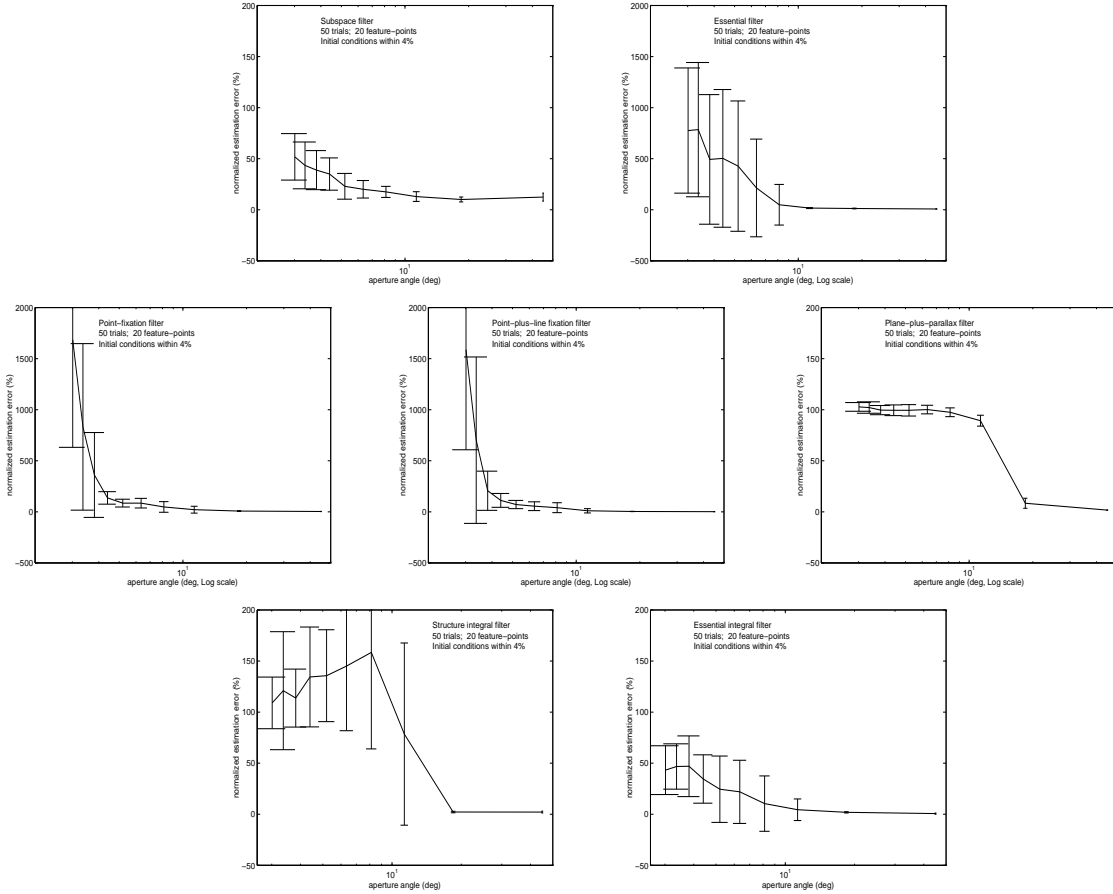 Subspace filter
50 trials; 20 feature−points
Initial conditions within 4%
200
150
100
50
0
−50
normalized estimation error (%)
10^1
aperture angle (deg)
Essential filter
50 trials; 20 feature−points
Initial conditions within 4%
2000
1500
1000
500
0
−500
normalized estimation error (%)
10^1
aperture angle (deg, Log scale)
Point−fixation filter
50 trials; 20 feature−points
Initial conditions within 4%
2000
1500
1000
500
0
−500
normalized estimation error (%)
10^1
aperture angle (deg, Log scale)
Point−plus−line fixation filter
50 trials; 20 feature−points
Initial conditions within 4%
2000
1500
1000
500
0
−500
normalized estimation error (%)
10^1
aperture angle (deg, Log scale)
Plane−plus−parallax filter
50 trials; 20 feature−points
Initial conditions within 4%
2000
1500
1000
500
0
−500
normalized estimation error (%)
10^1
aperture angle (deg, Log scale)
Structure integral filter
50 trials; 20 feature−points
Initial conditions within 4%
200
150
100
50
0
−50
normalized estimation error (%)
10^1
aperture angle (deg)
Essential integral filter
50 trials; 20 feature−points
Initial conditions within 4%
200
150
100
50
0
−50
normalized estimation error (%)
10^1
aperture angle (deg)